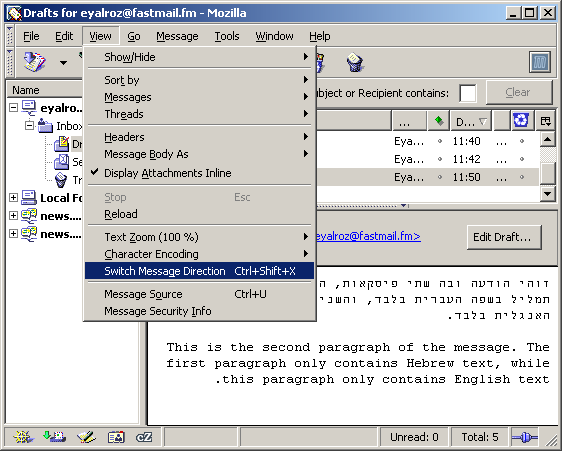 Drafts for eyalroz@fastmail.fm - Mozilla
File Edit View Go Message Tools Window Help
Show/Hide
Sort by
Messages
Threads
Headers
Message Body As
Display Attachments Inline
Stop Esc
Reload
Text Zoom (100 %)
Character Encoding
Switch Message Direction Ctrl+Shift+X
Message Source Ctrl+U
Message Security Info
ubject or Recipient contains: Clear
Name
eyalro...
Inbo
Dr
Se
Tr
Local Fo
news....
news....
... D...
Eya... 11:40 ...
Eya... 11:42 ...
Eya... 11:50 ...
eyalroz@fastmail.fm> Edit Draft...
זוהי הודעה ובה שתי פיסקאות, ה
תמליל בשפה העברית בלבד, והשני
האנגלית בלבד.
This is the second paragraph of the message. The
first paragraph only contains Hebrew text, while
.this paragraph only contains English text
Unread: 0 Total: 5